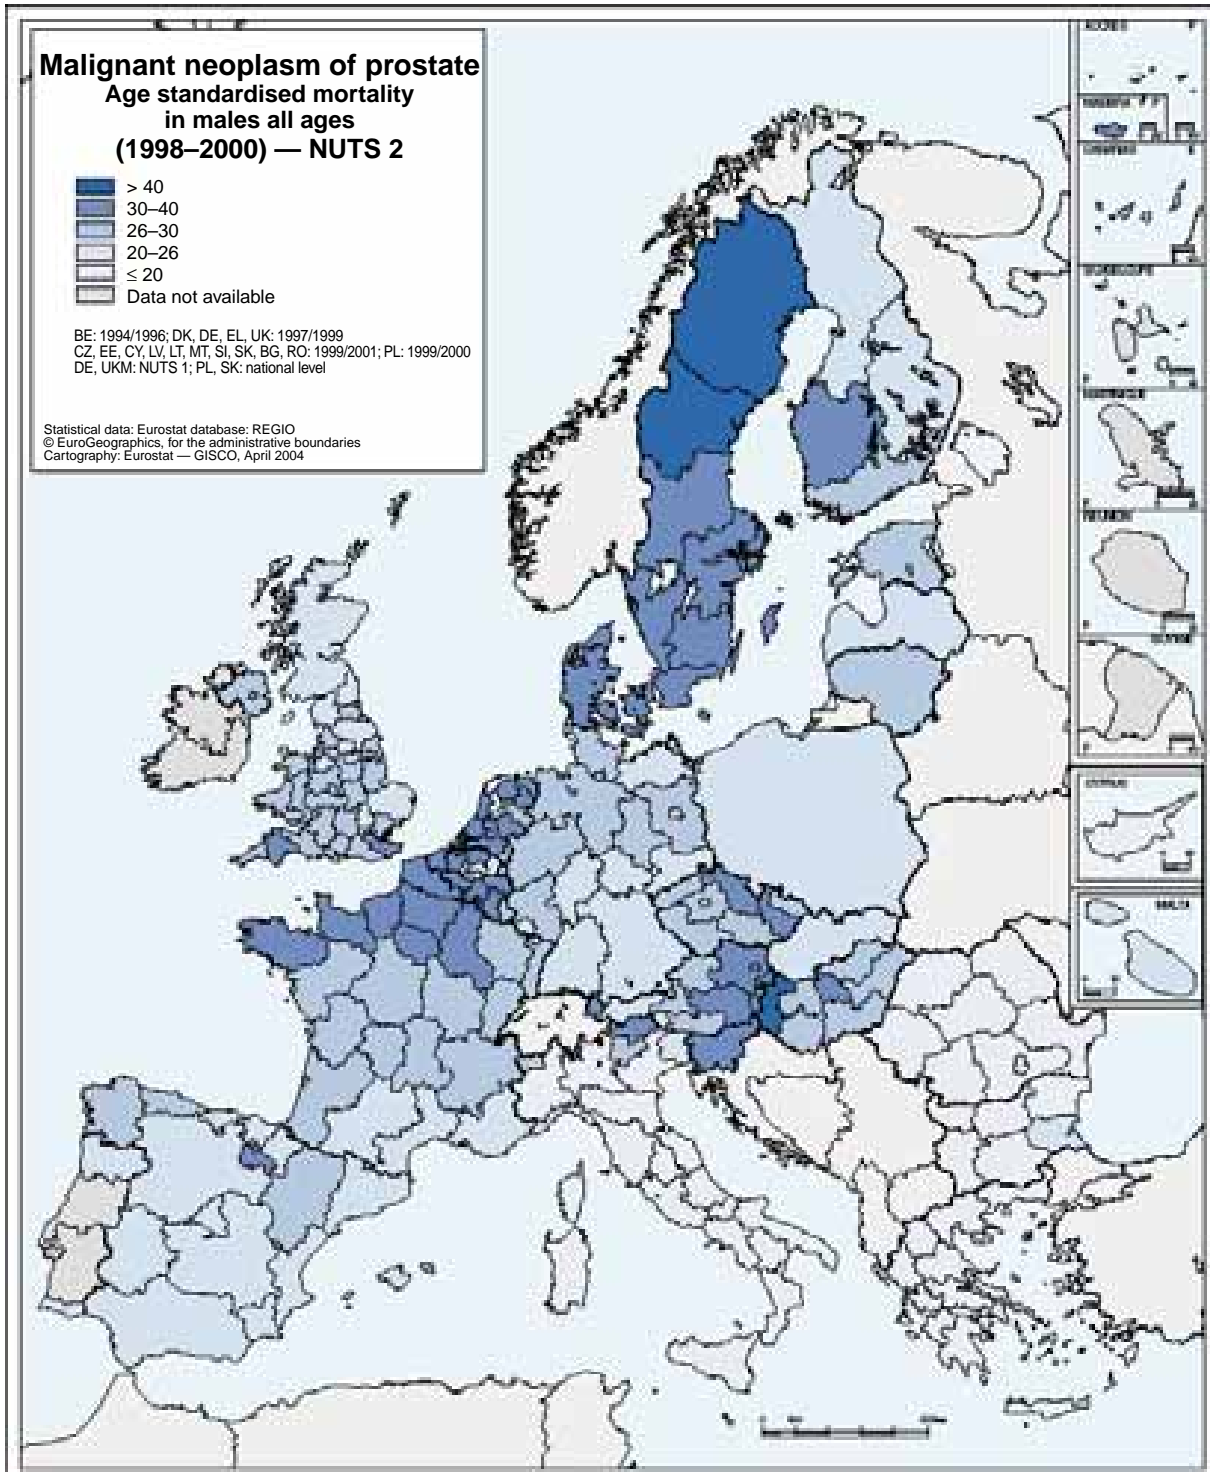 Malignant neoplasm of prostate
Age standardised mortality
in males all ages
(1998–2000) — NUTS 2
> 40
30–40
26–30
20–26
≤ 20
Data not available
BE: 1994/1996; DK, DE, EL, UK: 1997/1999
CZ, EE, CY, LV, LT, MT, SI, SK, BG, RO: 1999/2001; PL: 1999/2000
DE, UKM: NUTS 1; PL, SK: national level
Statistical data: Eurostat database: REGIO
© EuroGeographics, for the administrative boundaries
Cartography: Eurostat — GISCO, April 2004
MALTA